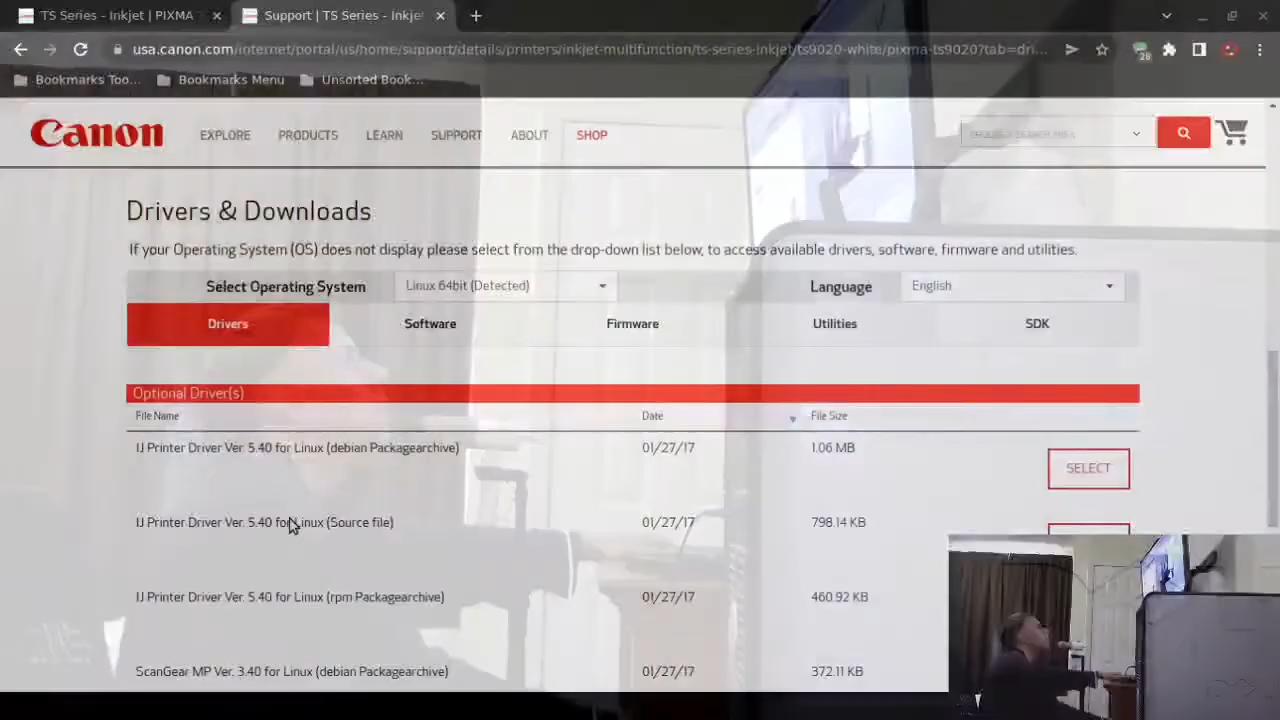 TS Series - Inkjet | PIXMA
Support | TS Series - Inkjet
usa.canon.com/internet/portal/us/home/support/details/printers/inkjet-multifunction/ts-series-inkjet/ts9020-white/pixma-ts9020?tab=dri...
28
Bookmarks Too...
Bookmarks Menu
Unsorted Book...
Canon
EXPLORE
PRODUCTS
LEARN
SUPPORT
ABOUT
SHOP
CHOOSE A SEARCH AREA
Drivers & Downloads
If your Operating System (OS) does not display please select from the drop-down list below, to access available drivers, software, firmware and utilities.
Select Operating System
Linux 64bit (Detected)
Language
English
Drivers
Software
Firmware
Utilities
SDK
Optional Driver(s)
File Name
Date
File Size
IJ Printer Driver Ver. 5.40 for Linux (debian Packagearchive)
01/27/17
1.06 MB
SELECT
IJ Printer Driver Ver. 5.40 for Linux (Source file)
01/27/17
798.14 KB
IJ Printer Driver Ver. 5.40 for Linux (rpm Packagearchive)
01/27/17
460.92 KB
ScanGear MP Ver. 3.40 for Linux (debian Packagearchive)
01/27/17
372.11 KB